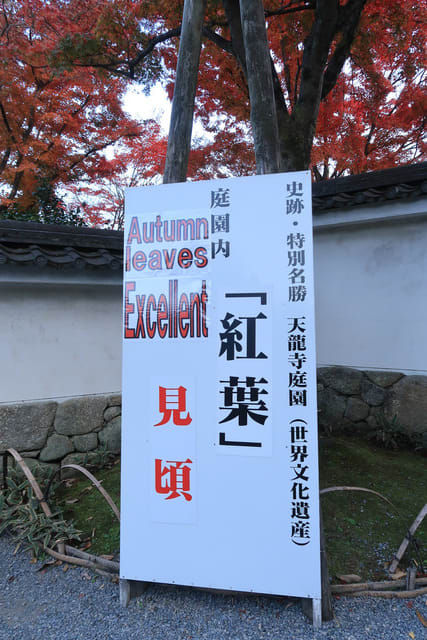 史跡・特別名勝 天龍寺庭園(世界文化遺産)
庭園内
「紅葉」
見頃
Autumn
leaves
Excellent